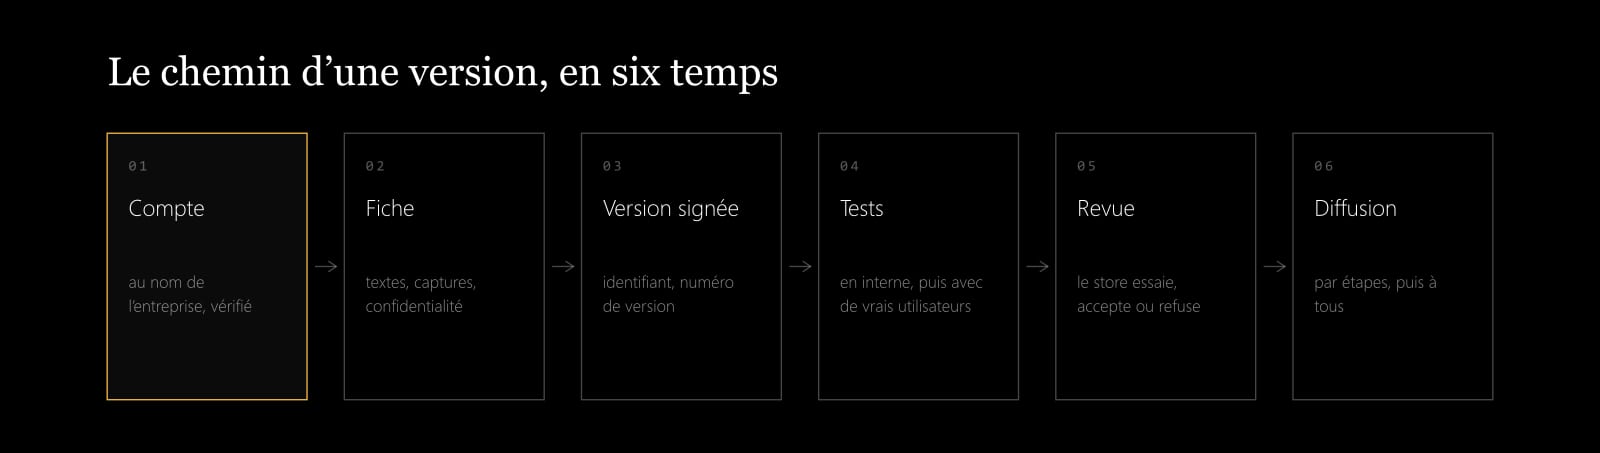 Le chemin d’une version, en six temps
01
Compte
au nom de
l’entreprise, vérifié
02
Fiche
textes, captures,
confidentialité
03
Version signée
identifiant, numéro
de version
04
Tests
en interne, puis avec
de vrais utilisateurs
05
Revue
le store essaie,
accepte ou refuse
06
Diffusion
par étapes, puis à
tous